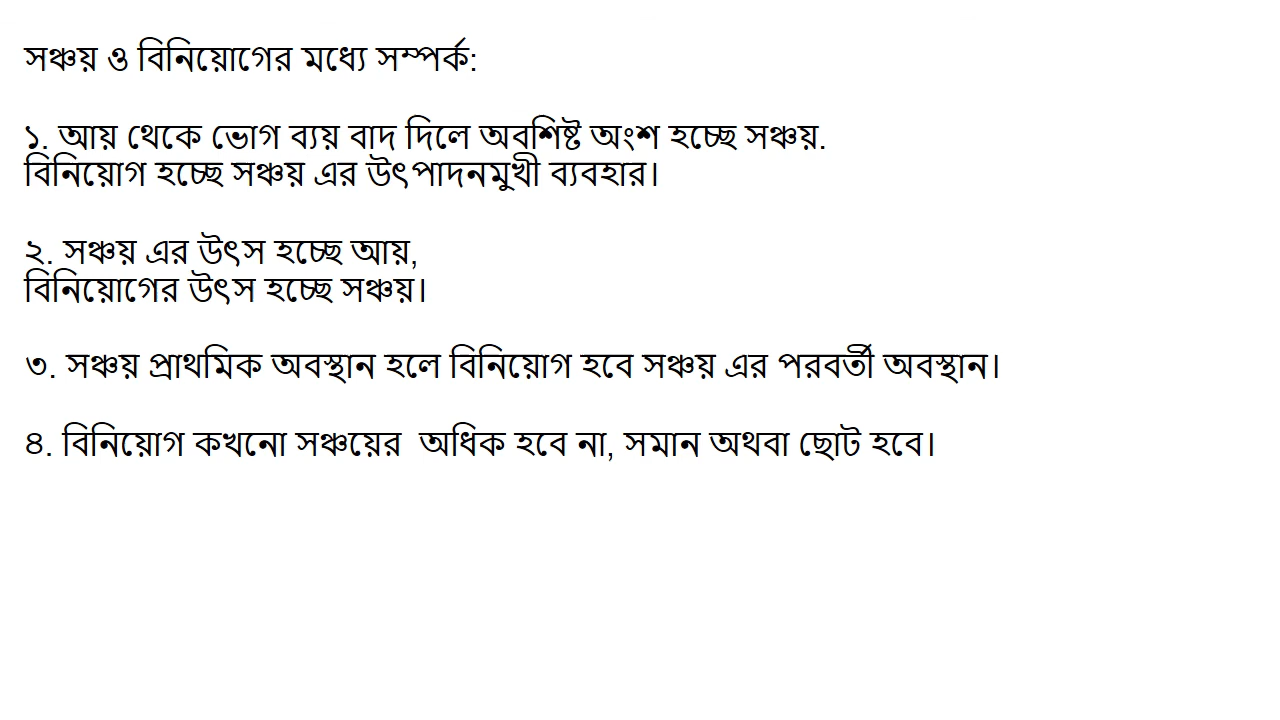 সঞ্চয় ও বিনিয়োগের মধ্যে সম্পর্ক:
১. আয় থেকে ভোগ ব্যয় বাদ দিলে অবশিষ্ট অংশ হচ্ছে সঞ্চয়.
বিনিয়োগ হচ্ছে সঞ্চয় এর উৎপাদনমুখী ব্যবহার।
২. সঞ্চয় এর উৎস হচ্ছে আয়,
বিনিয়োগের উৎস হচ্ছে সঞ্চয়।
৩. সঞ্চয় প্রাথমিক অবস্থান হলে বিনিয়োগ হবে সঞ্চয় এর পরবর্তী অবস্থান।
৪. বিনিয়োগ কখনো সঞ্চয়ের  অধিক হবে না, সমান অথবা ছোট হবে।